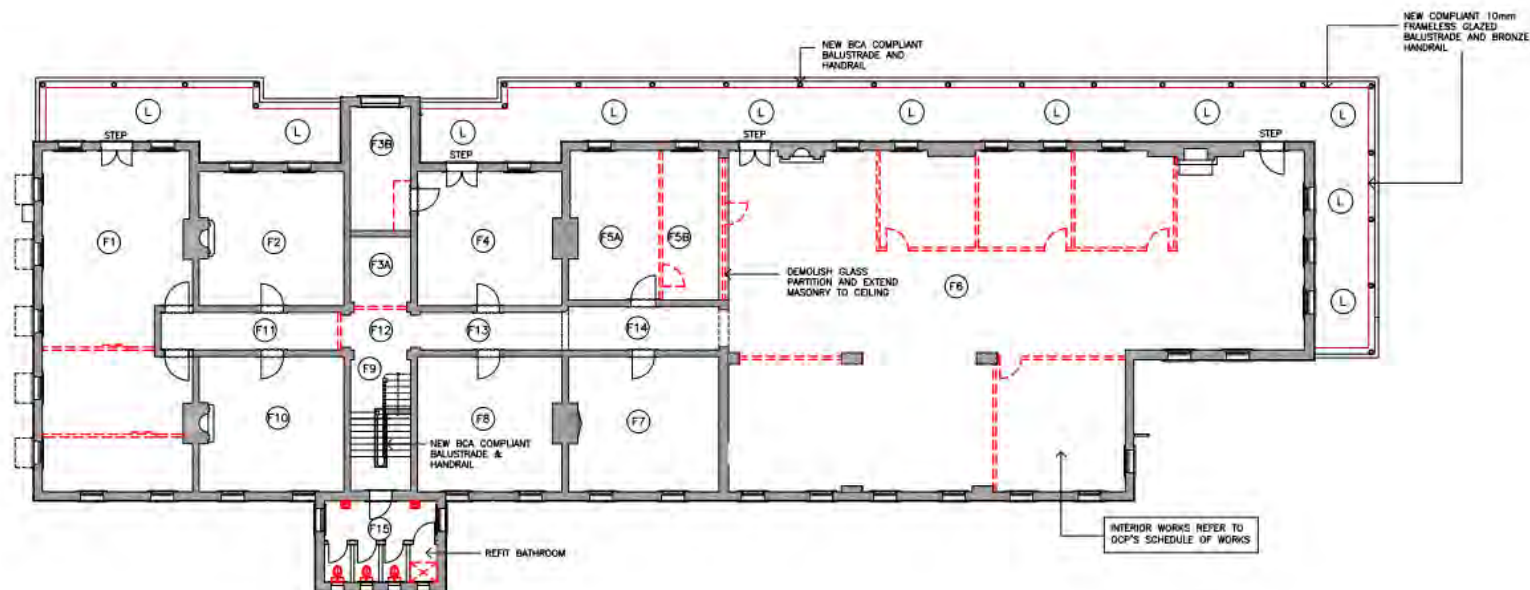 NEW COMPLIANT 10mm
FRAMELESS GLAZED
BALUSTRADE AND BRONZE
HANDRAIL
NEW BCA COMPLIANT
BALUSTRADE AND
HANDRAIL
L
L
L
L
L
L
L
L
STEP
STEP
STEP
STEP
F3B
L
F1
F2
F3A
F4
F5A
F5B
DEMOLISH GLASS
PARTITION AND EXTEND
MASONRY TO CEILING
F6
L
F11
F12
F13
F14
F9
F10
F8
F7
NEW BCA COMPLIANT
BALUSTRADE &
HANDRAIL
F15
REFIT BATHROOM
INTERIOR WORKS REFER TO
OCP'S SCHEDULE OF WORKS